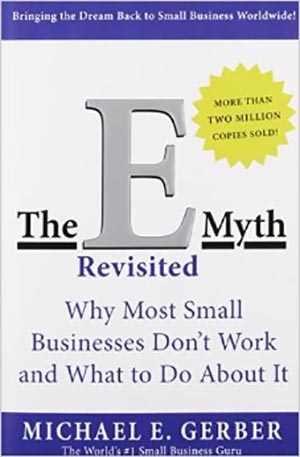 Bringing the Dream Back to Small Business Worldwide!
MORE THAN
TWO MILLION
COPIES SOLD!
The E Myth
Revisited
Why Most Small
Businesses Don't Work
and What to Do About It
MICHAEL E. GERBER
The World's #1 Small Business Guru